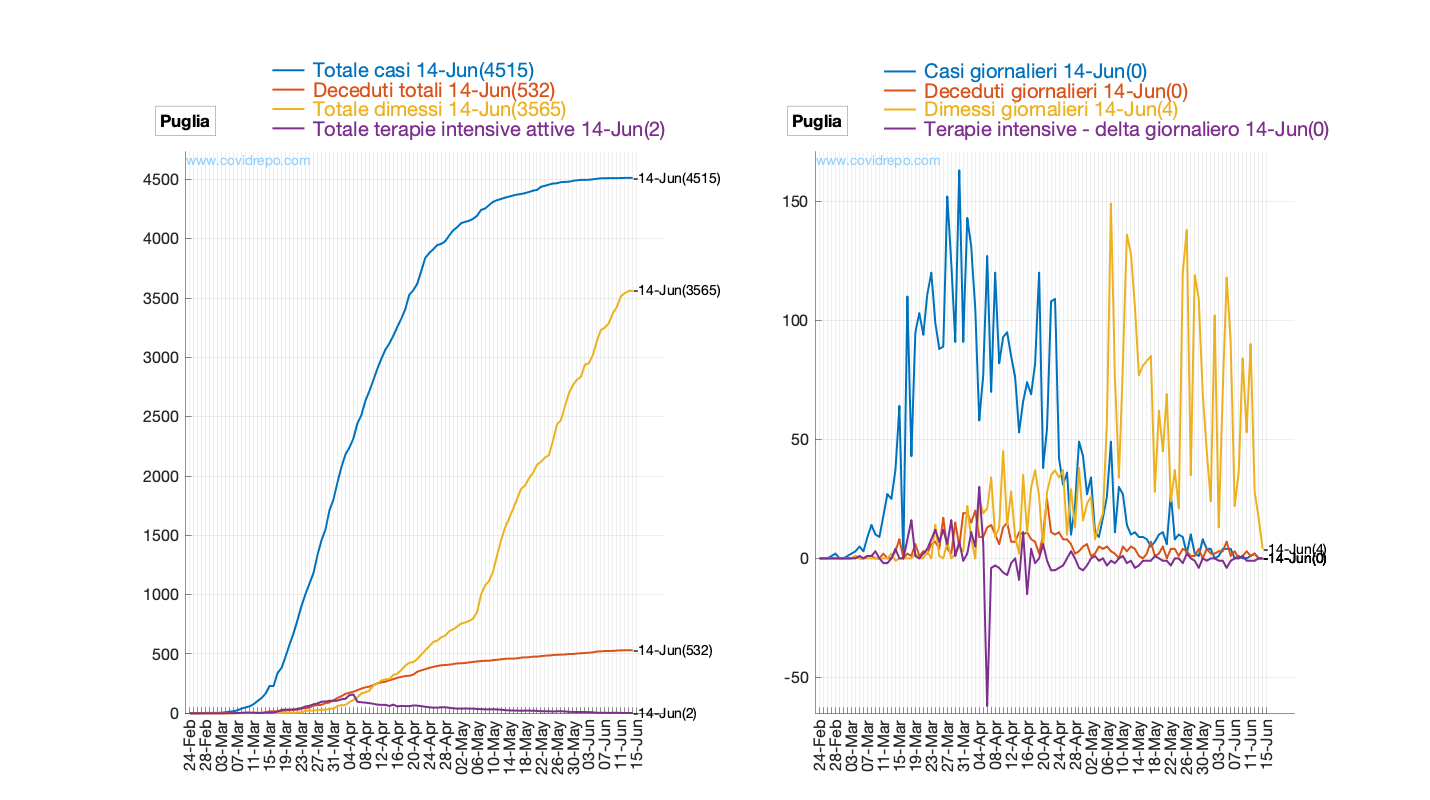 Totale casi 14-Jun(4515)
Deceduti totali 14-Jun(532)
Totale dimessi 14-Jun(3565)
Totale terapie intensive attive 14-Jun(2)
Puglia
www.covidrepo.com
4500
4000
3500
3000
2500
2000
1500
1000
500
0
-14-Jun(4515)
-14-Jun(3565)
-14-Jun(532)
-14-Jun(2)
24-Feb
28-Feb
03-Mar
07-Mar
11-Mar
15-Mar
19-Mar
23-Mar
27-Mar
31-Mar
04-Apr
08-Apr
12-Apr
16-Apr
20-Apr
24-Apr
28-Apr
02-May
06-May
10-May
14-May
18-May
22-May
26-May
30-May
03-Jun
07-Jun
11-Jun
15-Jun
Casi giornalieri 14-Jun(0)
Deceduti giornalieri 14-Jun(0)
Dimessi giornalieri 14-Jun(4)
Terapie intensive - delta giornaliero 14-Jun(0)
Puglia
www.covidrepo.com
150
100
50
0
-50
-14-Jun(4)
-14-Jun(0)
24-Feb
28-Feb
03-Mar
07-Mar
11-Mar
15-Mar
19-Mar
23-Mar
27-Mar
31-Mar
04-Apr
08-Apr
12-Apr
16-Apr
20-Apr
24-Apr
28-Apr
02-May
06-May
10-May
14-May
18-May
22-May
26-May
30-May
03-Jun
07-Jun
11-Jun
15-Jun